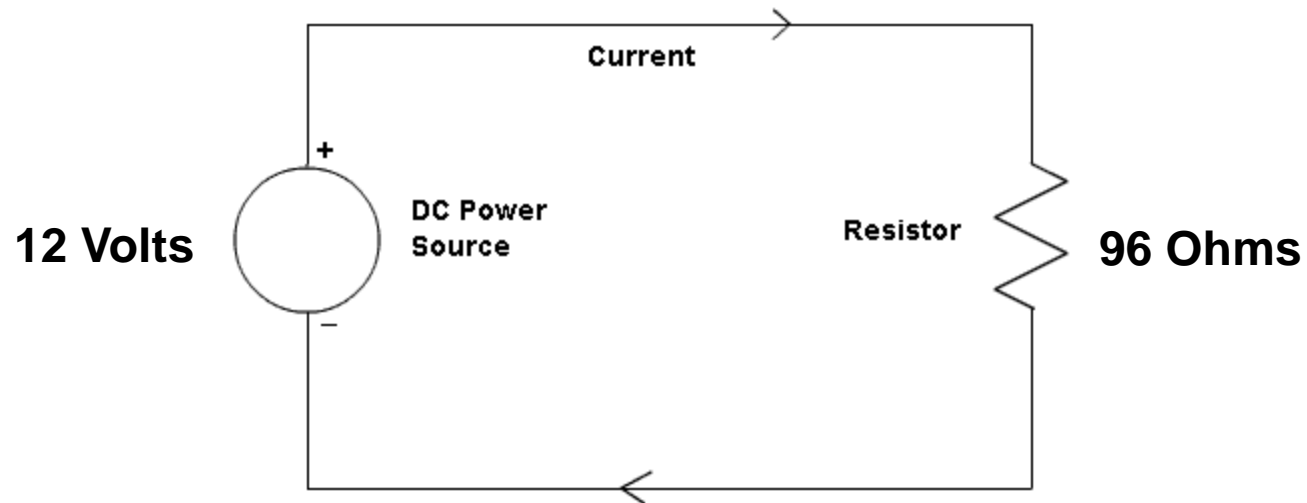 Current
+
12 Volts
DC Power
Source
Resistor
96 Ohms
–